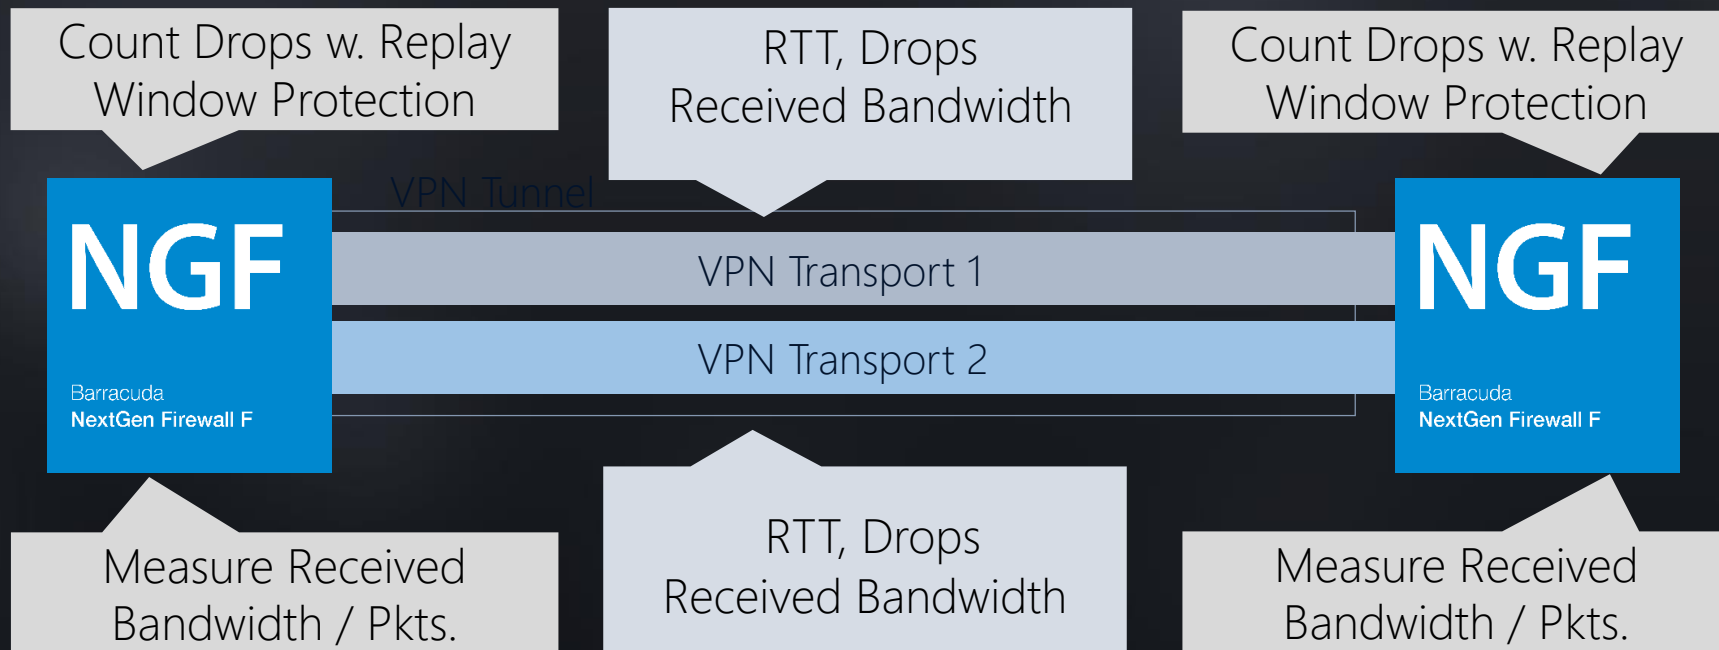 Count Drops w. Replay
Window Protection
RTT, Drops
Received Bandwidth
Count Drops w. Replay
Window Protection
VPN Tunnel
NGF
Barracuda
NextGen Firewall F
VPN Transport 1
VPN Transport 2
NGF
Barracuda
NextGen Firewall F
Measure Received
Bandwidth / Pkts.
RTT, Drops
Received Bandwidth
Measure Received
Bandwidth / Pkts.